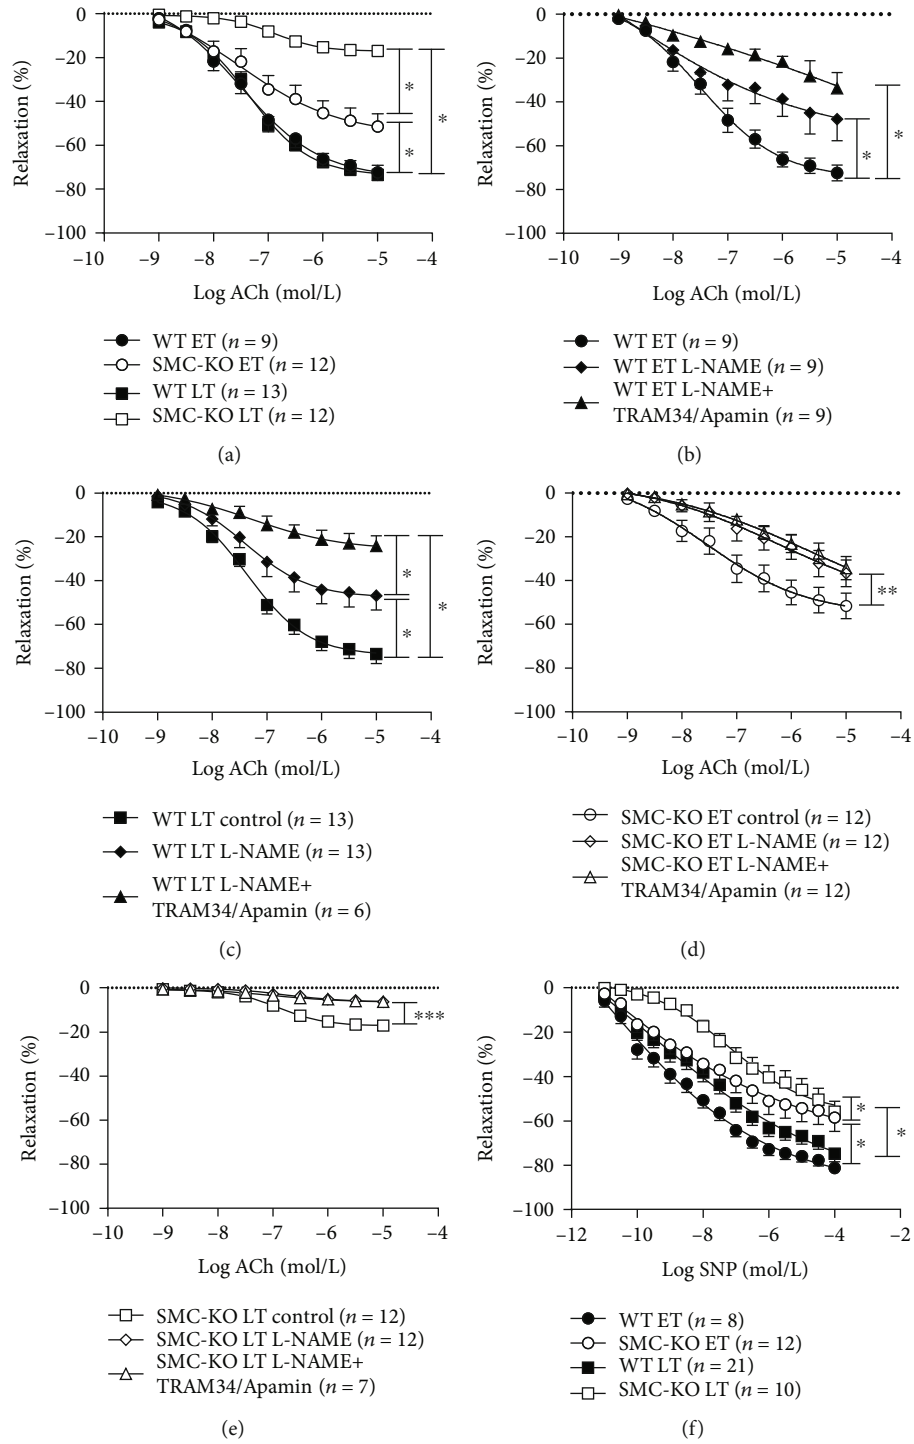 0
−20
−40
−60
−80
−100
Relaxation (%)
*
*
*
−10 −9 −8 −7 −6 −5 −4
Log ACh (mol/L)
WT ET (n = 9)
SMC-KO ET (n = 12)
WT LT (n = 13)
SMC-KO LT (n = 12)
(a)
0
−20
−40
−60
−80
−100
Relaxation (%)
*
*
−10 −9 −8 −7 −6 −5 −4
Log ACh (mol/L)
WT ET (n = 9)
WT ET L-NAME (n = 9)
WT ET L-NAME+
TRAM34/Apamin (n = 9)
(b)
0
−20
−40
−60
−80
−100
Relaxation (%)
*
*
*
−10 −9 −8 −7 −6 −5 −4
Log ACh (mol/L)
WT LT control (n = 13)
WT LT L-NAME (n = 13)
WT LT L-NAME+
TRAM34/Apamin (n = 6)
(c)
0
−20
−40
−60
−80
−100
Relaxation (%)
**
−10 −9 −8 −7 −6 −5 −4
Log ACh (mol/L)
SMC-KO ET control (n = 12)
SMC-KO ET L-NAME (n = 12)
SMC-KO ET L-NAME+
TRAM34/Apamin (n = 12)
(d)
0
−20
−40
−60
−80
−100
Relaxation (%)
***
−10 −9 −8 −7 −6 −5 −4
Log ACh (mol/L)
SMC-KO LT control (n = 12)
SMC-KO LT L-NAME (n = 12)
SMC-KO LT L-NAME+
TRAM34/Apamin (n = 7)
(e)
0
−20
−40
−60
−80
−100
Relaxation (%)
*
*
*
−12 −10 −8 −6 −4 −2
Log SNP (mol/L)
WT ET (n = 8)
SMC-KO ET (n = 12)
WT LT (n = 21)
SMC-KO LT (n = 10)
(f)